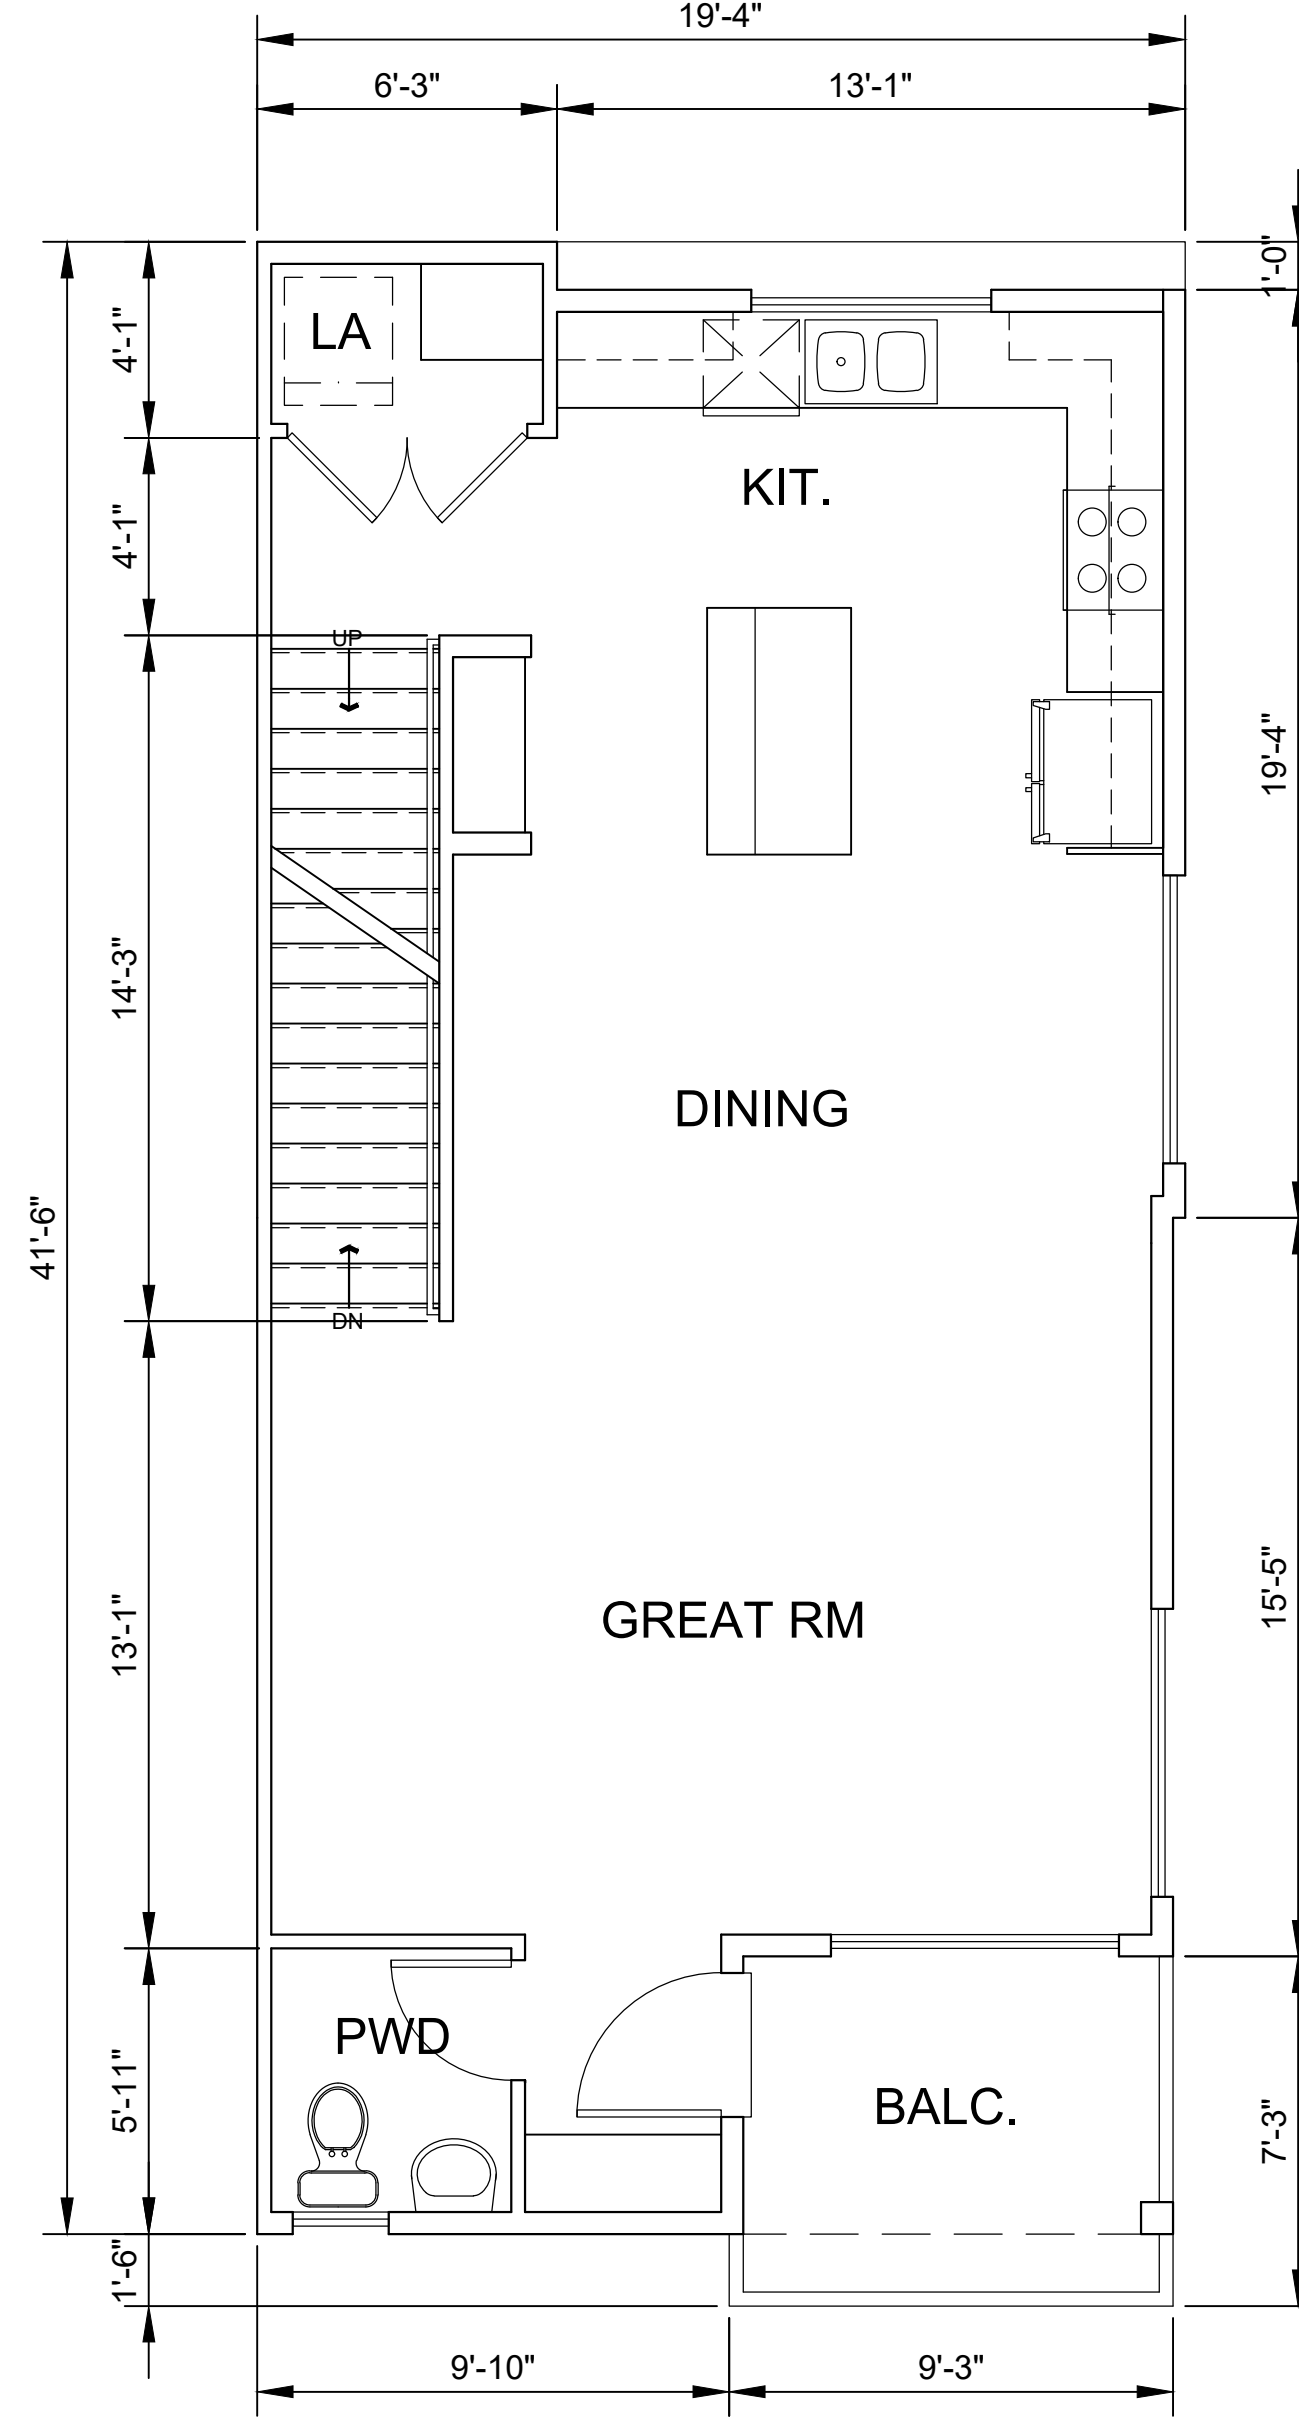 19'-4"
6'-3"
13'-1"
1'-0"
LA
4'-1"
KIT.
4'-1"
UP
19'-4"
14'-3"
DINING
41'-6"
DN
15'-5"
GREAT RM
13'-1"
PWD
5'-11"
BALC.
7'-3"
1'-6"
9'-10"
9'-3"